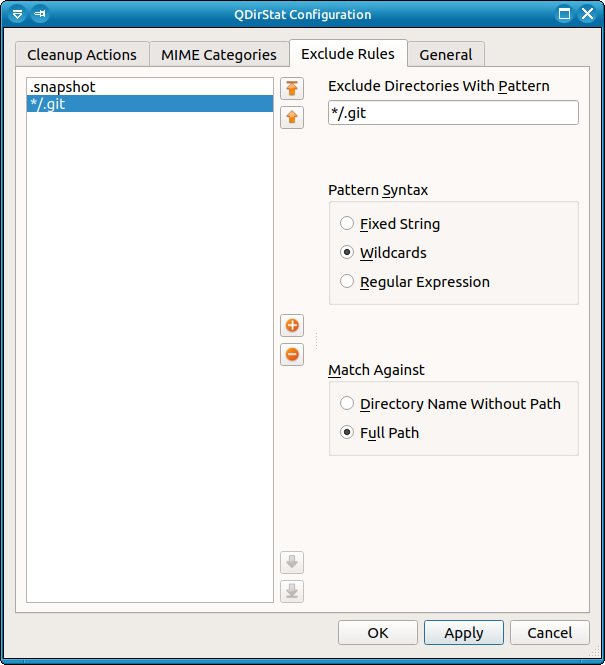 QDirStat Configuration
Cleanup Actions MIME Categories Exclude Rules General
.snapshot
*/.git
Exclude Directories With Pattern
*/.git
Pattern Syntax
Fixed String
Wildcards
Regular Expression
Match Against
Directory Name Without Path
Full Path
OK Apply Cancel